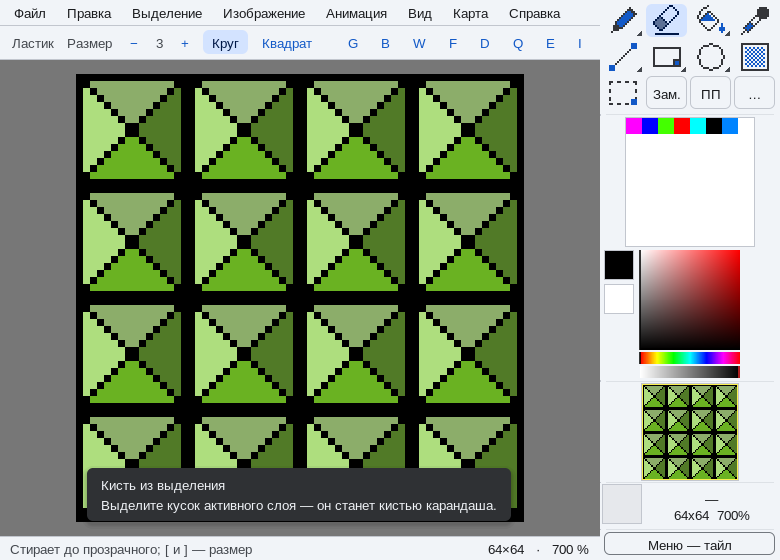 Файл Правка Выделение Изображение Анимация Вид Карта Справка
Ластик Размер − 3 + Круг Квадрат G B W F D Q E I
Зам. ПП ...
Кисть из выделения
Выделите кусок активного слоя — он станет кистью карандаша.
—
64x64 700%
Стирает до прозрачного; [ и ] — размер 64×64 · 700 %
Меню — тайл